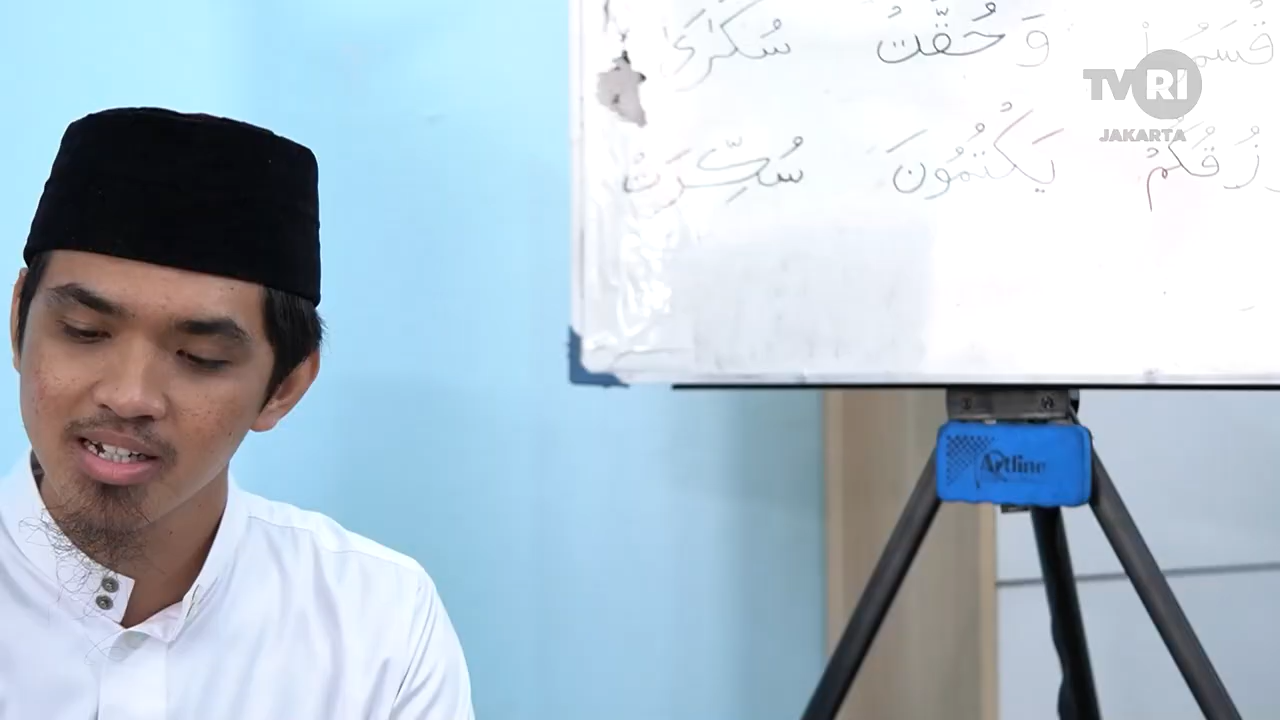 قَسَمُ وَحُقَّتْ سُكَرَىٰ
TVRI
JAKARTA
زُقُكُمْ يَكْتُمُونَ سُيِّرَتْ
Artline